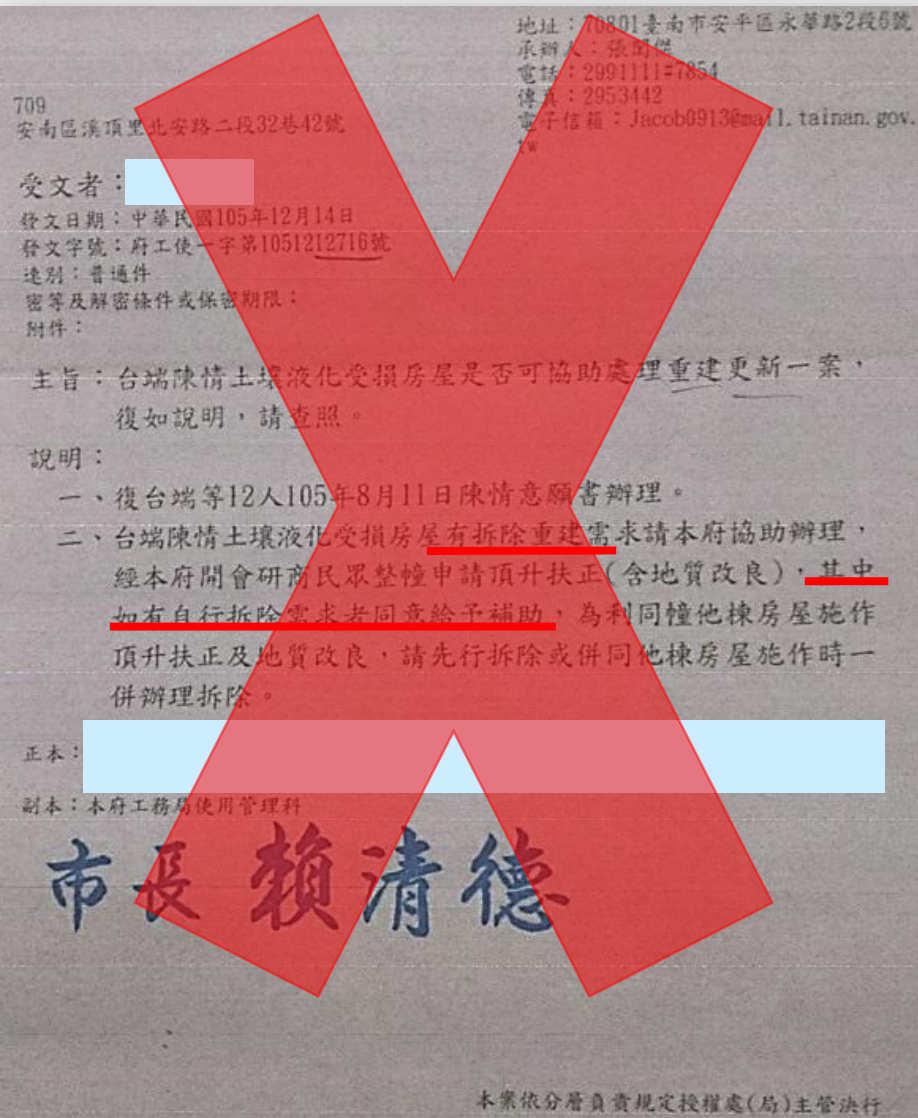 地址：70801臺南市安平區永華路2段6號
承辦人：張
電話：2991111#7854
傳真：2953442
電子信箱：Jacob0913@mail.tainan.gov.
tw
709
安南區溪頂里北安路二段32巷42號
受文者：
發文日期：中華民國105年12月14日
發文字號：府工使一字第1051212716號
速別：普通件
密等及解密條件或保密期限：
附件：
主旨：台端陳情土壤液化受損房屋是否可協助處理重建更新一案，
復如說明，請查照。
說明：
一、復台端等12人105年8月11日陳情意願書辦理。
二、台端陳情土壤液化受損房屋有拆除重建需求請本府協助辦理，
經本府開會研商民眾整幢申請頂升扶正(含地質改良)，其中
如有自行拆除需求者同意給予補助，為利同幢他棟房屋施作
頂升扶正及地質改良，請先行拆除或併同他棟房屋施作時一
併辦理拆除。
正本：
副本：本府工務局使用管理科
市長 賴清德
本案依分層負責規定授權處(局)主管決行